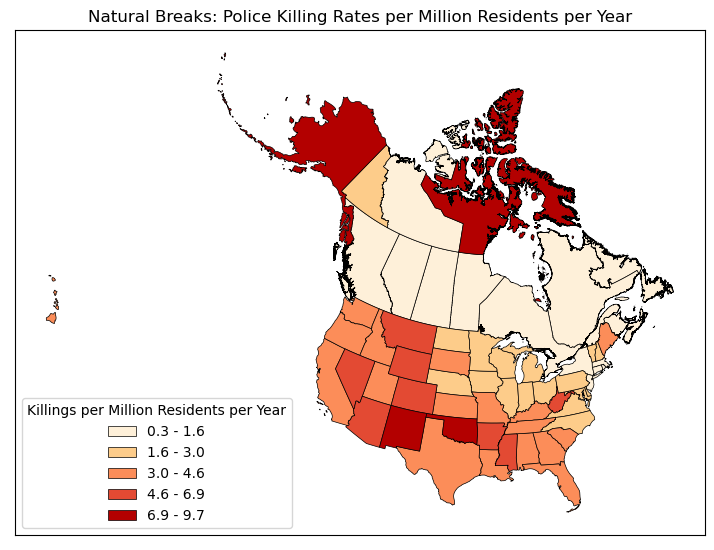 Natural Breaks: Police Killing Rates per Million Residents per Year
Killings per Million Residents per Year
0.3 - 1.6
1.6 - 3.0
3.0 - 4.6
4.6 - 6.9
6.9 - 9.7